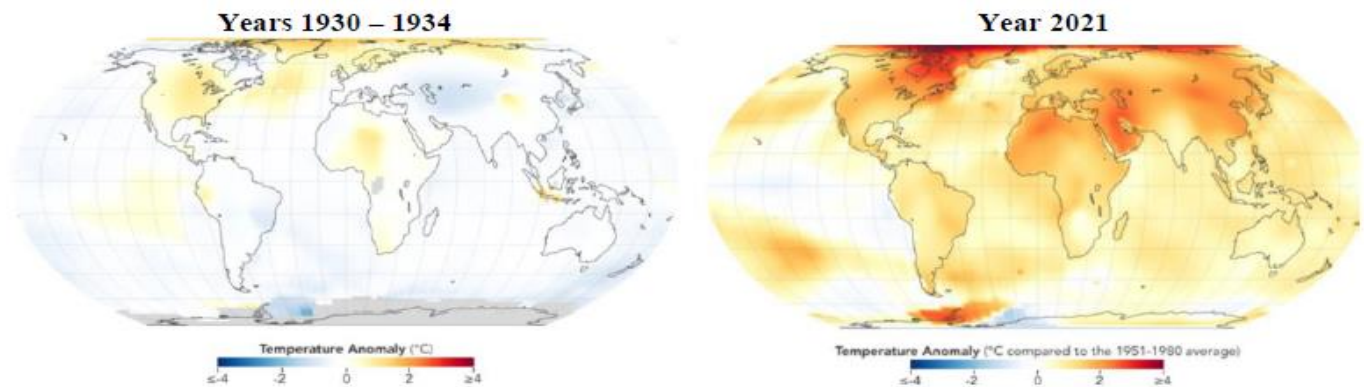 Years 1930 – 1934
Year 2021
Temperature Anomaly (°C)
≤-4 -2 0 2 ≥4
Temperature Anomaly (°C compared to the 1951-1980 average)
≤-4 -2 0 2 ≥4